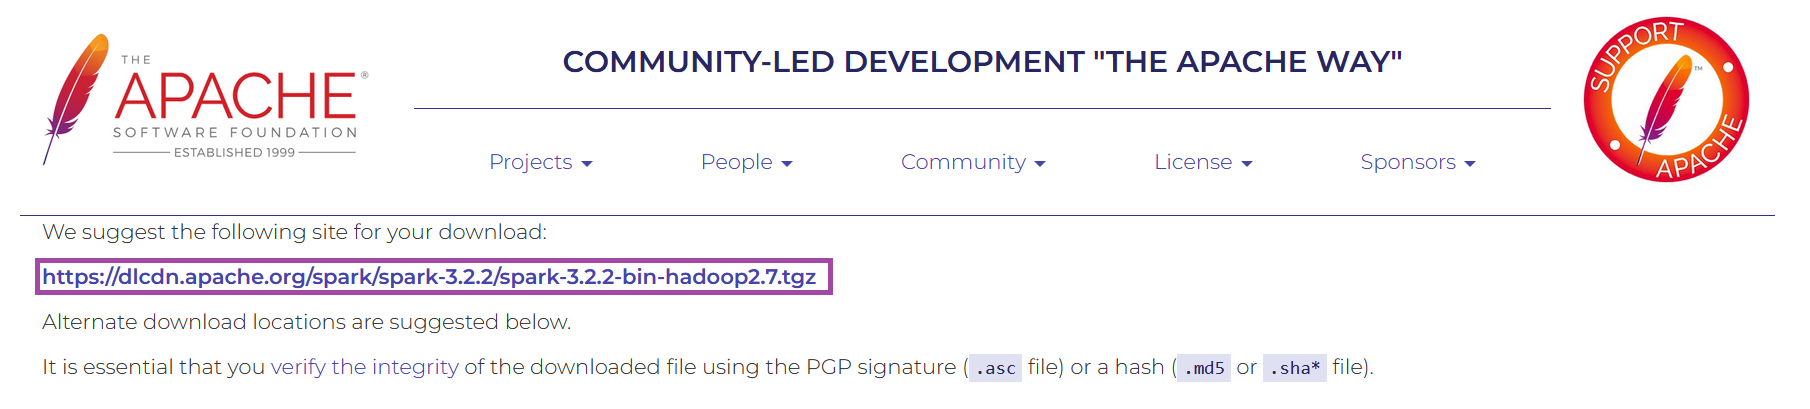 THE
APACHE®
SOFTWARE FOUNDATION
ESTABLISHED 1999
COMMUNITY-LED DEVELOPMENT "THE APACHE WAY"
SUPPORT
APACHE
™
Projects People Community License Sponsors
We suggest the following site for your download:
https://dlcdn.apache.org/spark/spark-3.2.2/spark-3.2.2-bin-hadoop2.7.tgz
Alternate download locations are suggested below.
It is essential that you verify the integrity of the downloaded file using the PGP signature ( .asc file) or a hash ( .md5 or .sha* file).